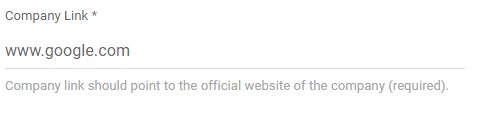 Company Link *
www.google.com
Company link should point to the official website of the company (required).